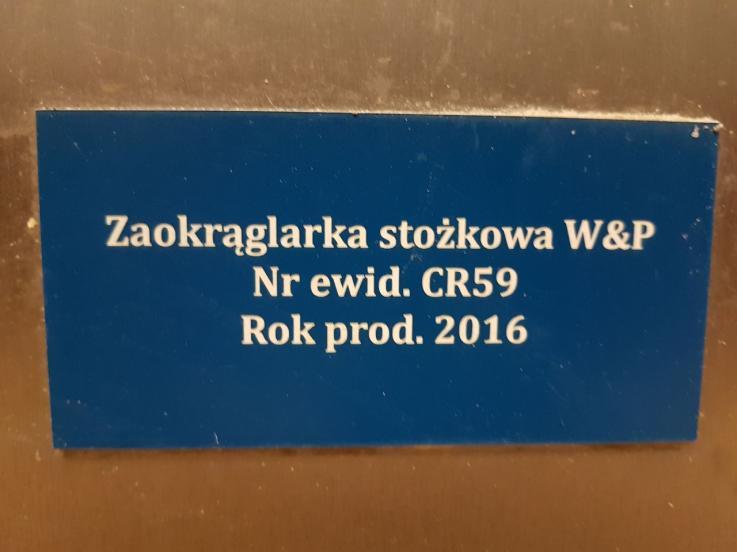 Zaokrąglarka stożkowa W&P
Nr ewid. CR59
Rok prod. 2016